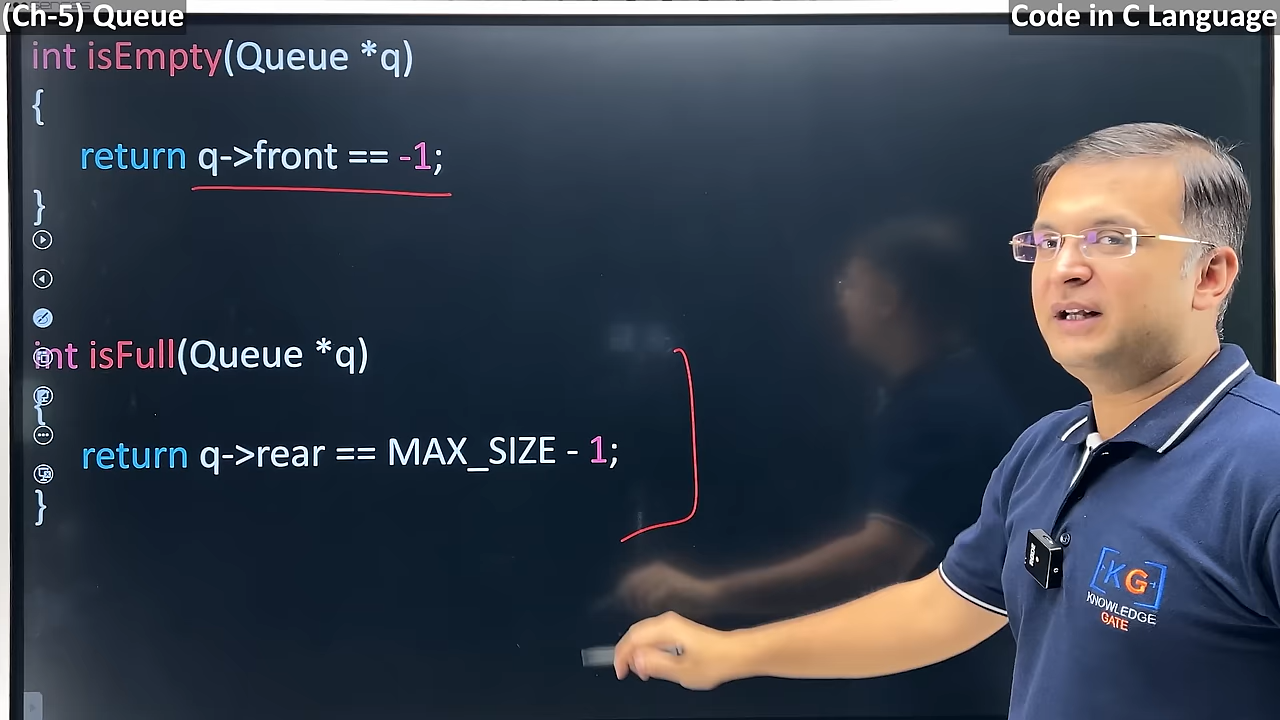 (Ch-5) Queue
Code in C Language
int isEmpty(Queue *q)
{
return q->front == -1;
}
int isFull(Queue *q)
{
return q->rear == MAX_SIZE - 1;
}
KG
KNOWLEDGE
GATE